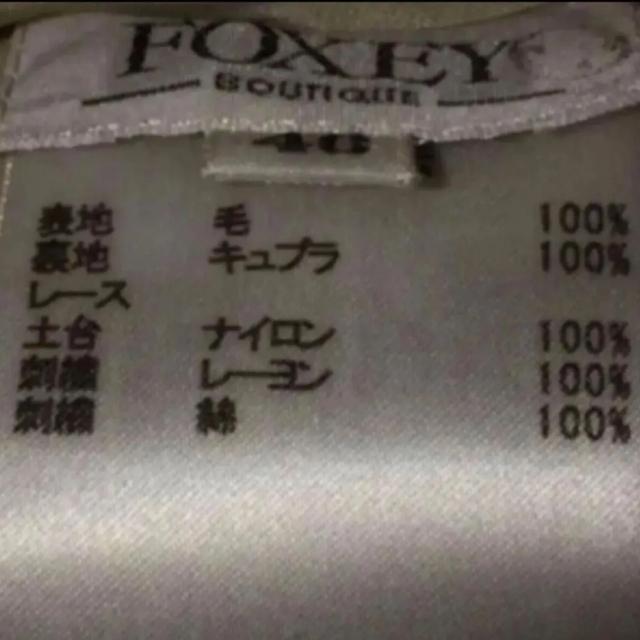 FOXEY
BOUTIQUE
表地 毛 100%
裏地 キュプラ 100%
レース
土台 ナイロン 100%
刺繍 レーヨン 100%
刺繍 綿 100%